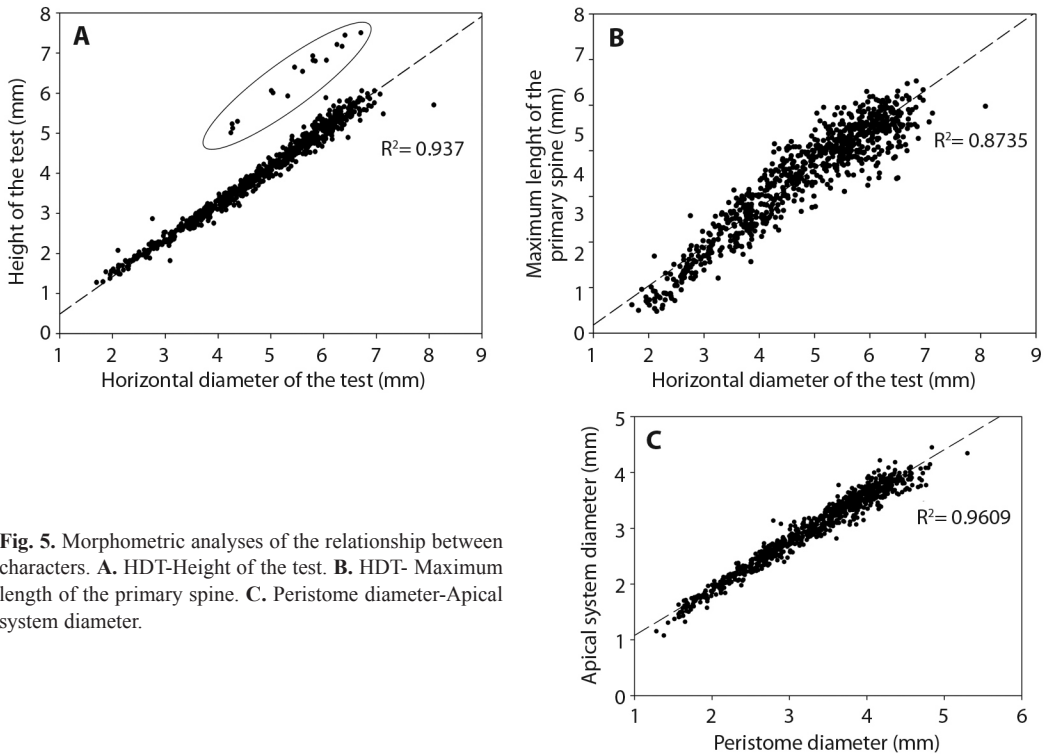 A
8
7
6
5
4
3
2
1
0
Height of the test (mm)
R²= 0.937
1 2 3 4 5 6 7 8 9
Horizontal diameter of the test (mm)
B
8
7
6
5
4
3
2
1
0
Maximum lenght of the
primary spine (mm)
R²= 0.8735
1 2 3 4 5 6 7 8 9
Horizontal diameter of the test (mm)
C
5
4
3
2
1
0
Apical system diameter (mm)
R²= 0.9609
1 2 3 4 5 6
Peristome diameter (mm)
Fig. 5. Morphometric analyses of the relationship between
characters. A. HDT-Height of the test. B. HDT- Maximum
length of the primary spine. C. Peristome diameter-Apical
system diameter.